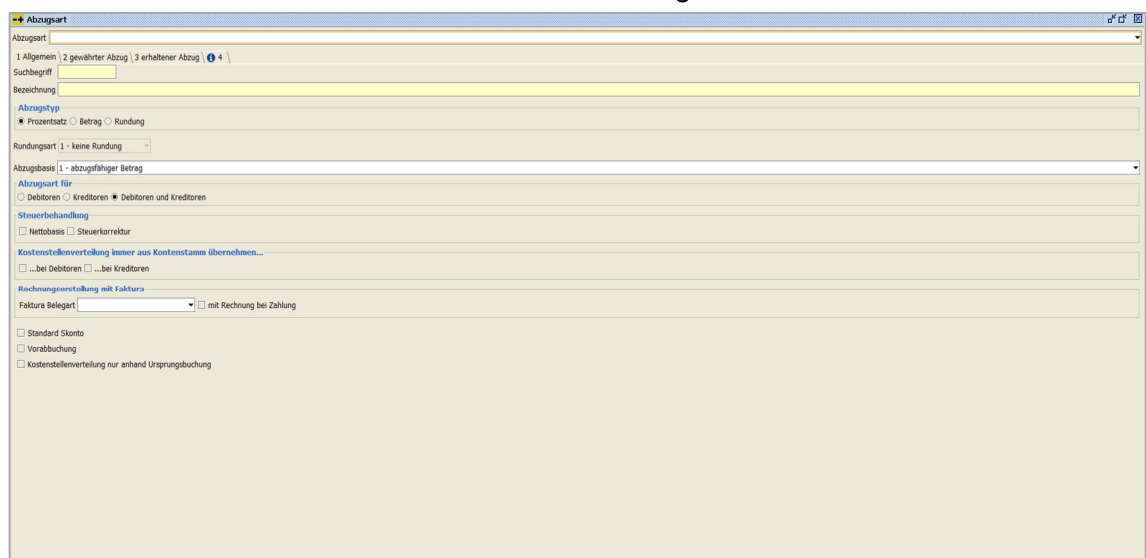 Abzugsart
Abzugsart
1 Allgemein 2 gewährter Abzug 3 erhaltener Abzug 4
Suchbegriff
Bezeichnung
Abzugstyp
Prozentsatz Betrag Rundung
Rundungsart 1 - keine Rundung
Abzugsbasis 1 - abzugsfähiger Betrag
Abzugsart für
Debitoren Kreditoren Debitoren und Kreditoren
Steuerbehandlung
Nettobasis Steuerkorrektur
Kostenstellenverteilung immer aus Kontenstamm übernehmen...
...bei Debitoren ...bei Kreditoren
Rechnungserstellung mit Faktura
Faktura Belegart mit Rechnung bei Zahlung
Standard Skonto
Vorabbuchung
Kostenstellenverteilung nur anhand Ursprungsbuchung